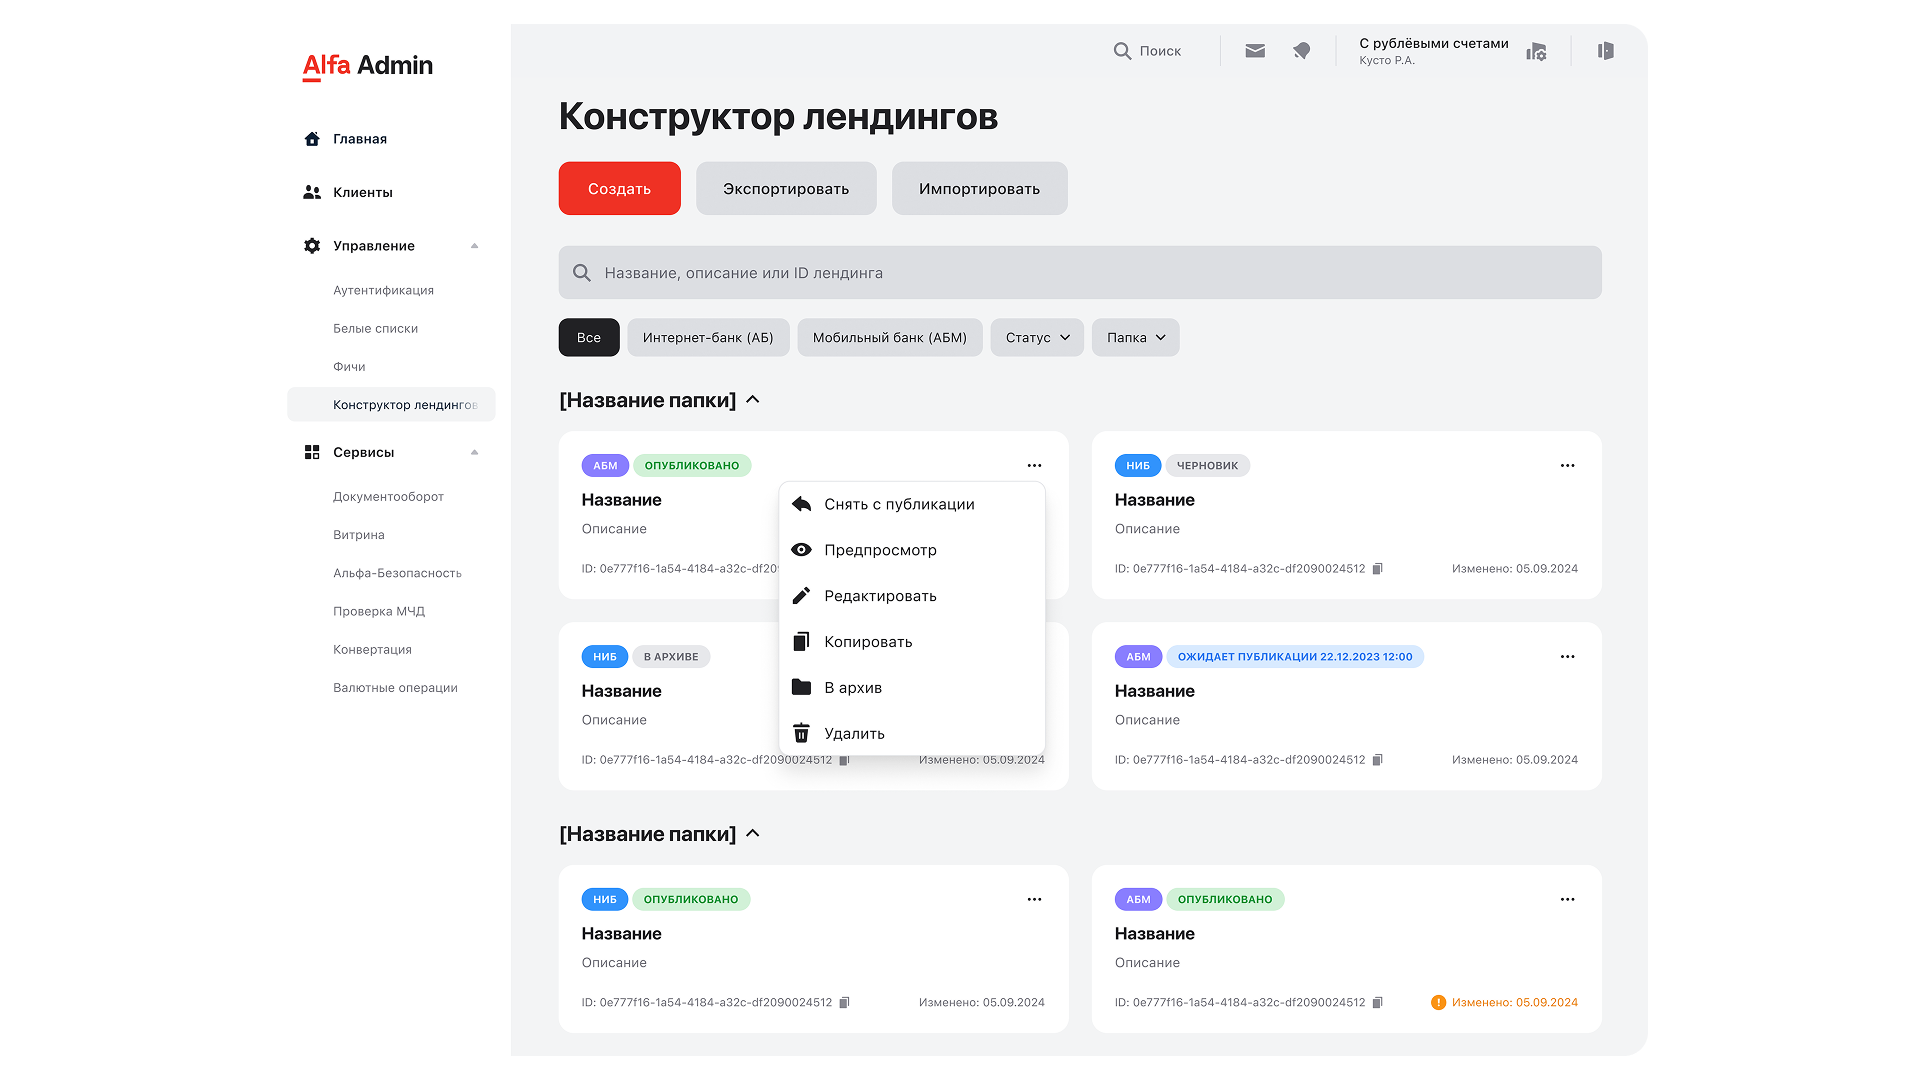 Alfa Admin
Главная
Клиенты
Управление
Аутентификация
Белые списки
Фичи
Конструктор лендингов
Сервисы
Документооборот
Витрина
Альфа-Безопасность
Проверка МЧД
Конвертация
Валютные операции
Поиск
С рублёвыми счетами
Кусто Р.А.
Конструктор лендингов
Создать
Экспортировать
Импортировать
Название, описание или ID лендинга
Все
Интернет-банк (АБ)
Мобильный банк (АБМ)
Статус
Папка
[Название папки]
АБМ
ОПУБЛИКОВАНО
Название
Описание
ID: 0e777f16-1a54-4184-a32c-df209
Снять с публикации
Предпросмотр
Редактировать
Копировать
В архив
Удалить
НИБ
ЧЕРНОВИК
Название
Описание
ID: 0e777f16-1a54-4184-a32c-df2090024512
Изменено: 05.09.2024
НИБ
В АРХИВЕ
Название
Описание
ID: 0e777f16-1a54-4184-a32c-df2090024512
Изменено: 05.09.2024
АБМ
ОЖИДАЕТ ПУБЛИКАЦИИ 22.12.2023 12:00
Название
Описание
ID: 0e777f16-1a54-4184-a32c-df2090024512
Изменено: 05.09.2024
[Название папки]
НИБ
ОПУБЛИКОВАНО
Название
Описание
ID: 0e777f16-1a54-4184-a32c-df2090024512
Изменено: 05.09.2024
АБМ
ОПУБЛИКОВАНО
Название
Описание
ID: 0e777f16-1a54-4184-a32c-df2090024512
Изменено: 05.09.2024